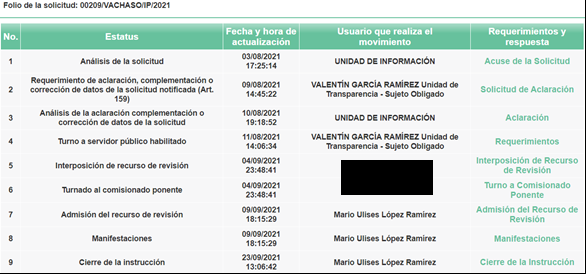 Folio de la solicitud: 00209/VACHASO/IP/2021
No. Estatus Fecha y hora de actualización Usuario que realiza el movimiento Requerimientos y respuesta
1 Análisis de la solicitud 03/08/2021 17:25:14 UNIDAD DE INFORMACIÓN Acuse de la Solicitud
2 Requerimiento de aclaración, complementación o corrección de datos de la solicitud notificada (Art. 159) 09/08/2021 14:45:22 VALENTÍN GARCÍA RAMÍREZ Unidad de Transparencia - Sujeto Obligado Solicitud de Aclaración
3 Análisis de la aclaración complementación o corrección de datos de la solicitud 10/08/2021 19:18:52 UNIDAD DE INFORMACIÓN Aclaración
4 Turno a servidor público habilitado 11/08/2021 14:06:34 VALENTÍN GARCÍA RAMÍREZ Unidad de Transparencia - Sujeto Obligado Requerimientos
5 Interposición de recurso de revisión 04/09/2021 23:48:41 Interposición de Recurso de Revisión
6 Turnado al comisionado ponente 04/09/2021 23:48:41 Turno a Comisionado Ponente
7 Admisión del recurso de revisión 09/09/2021 18:15:29 Mario Ulises López Ramírez Admisión del Recurso de Revisión
8 Manifestaciones 09/09/2021 18:15:29 Mario Ulises López Ramírez Manifestaciones
9 Cierre de la instrucción 23/09/2021 13:06:42 Mario Ulises López Ramírez Cierre de la Instrucción